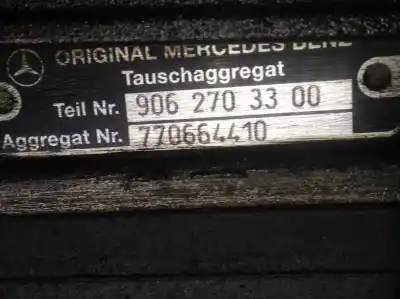 ORIGINAL MERCEDES BENZ
Tauschaggregat
Teil Nr. 906 270 33 00
Aggregat Nr. 770664410